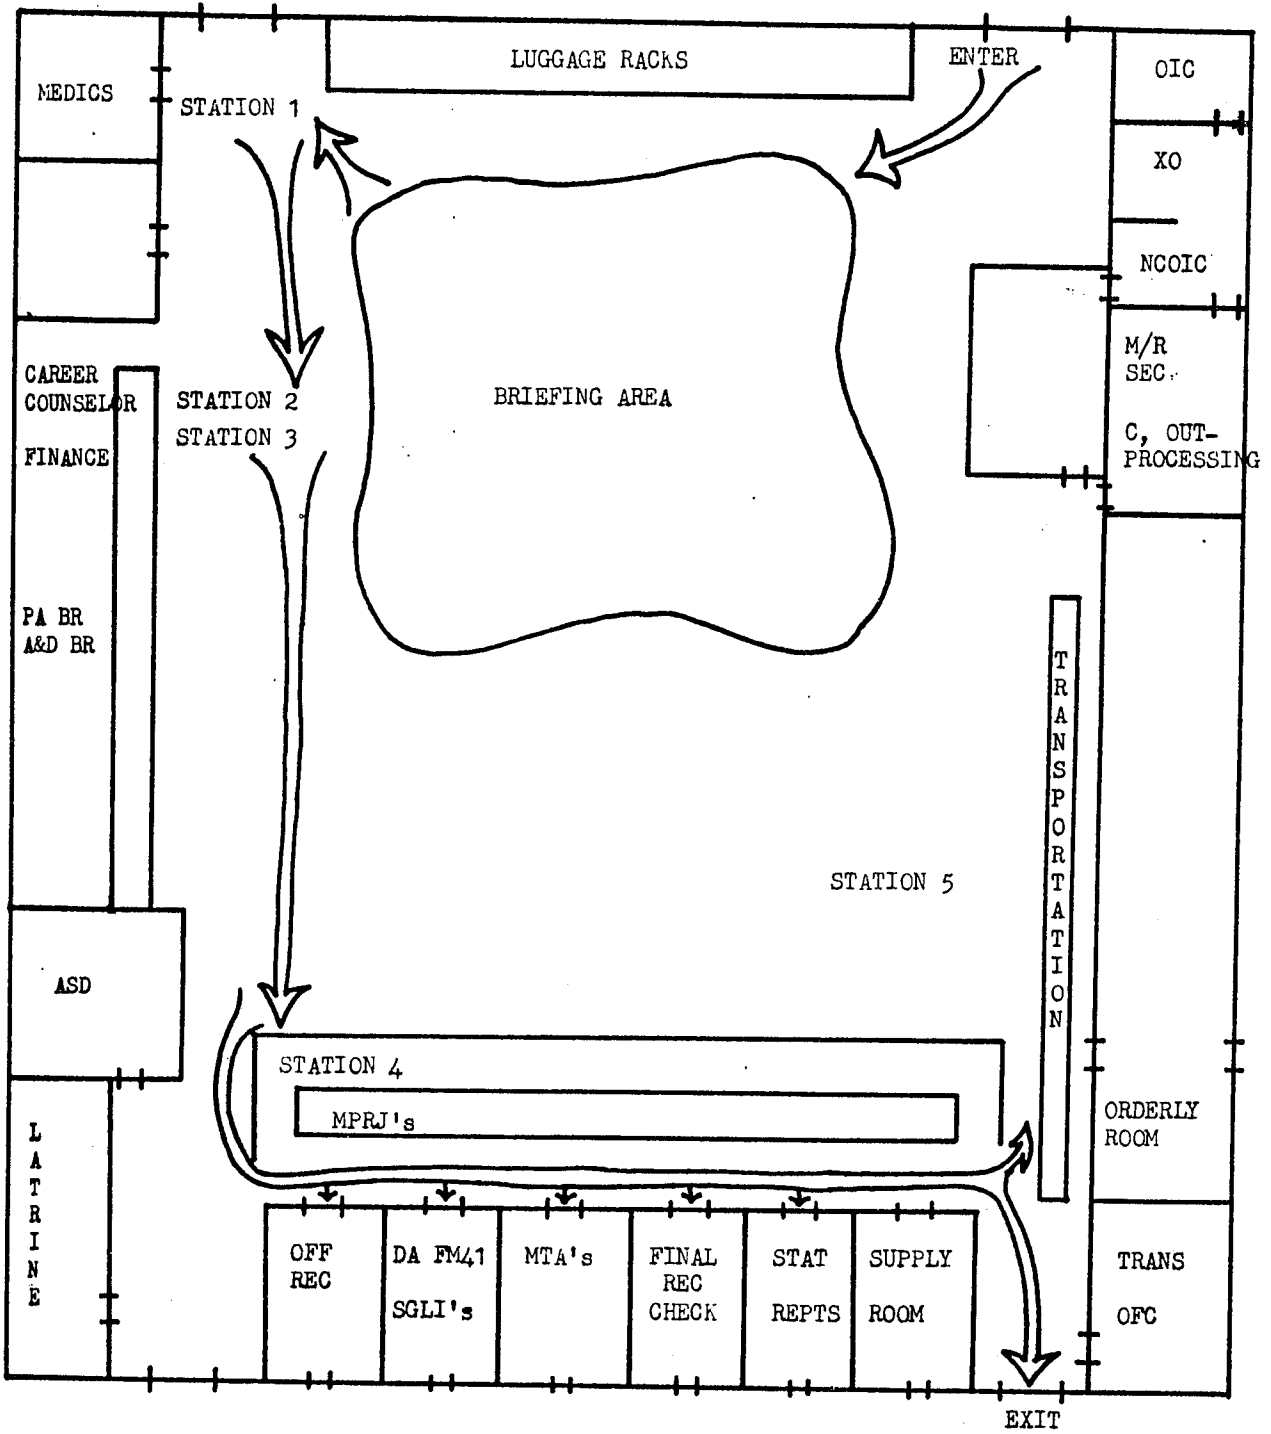 LUGGAGE RACKS
ENTER
OIC
MEDICS
STATION 1
XO
NCOIC
M/R
SEC.
C, OUT-
PROCESSING
CAREER
COUNSELOR
STATION 2
STATION 3
FINANCE
BRIEFING AREA
PA BR
A&D BR
TRANSPORTATION
STATION 5
ASD
STATION 4
MPRJ's
ORDERLY
ROOM
LATRINE
OFF
REC
DA FM41
SGLI's
MTA's
FINAL
REC
CHECK
STAT
REPTS
SUPPLY
ROOM
TRANS
OFC
EXIT